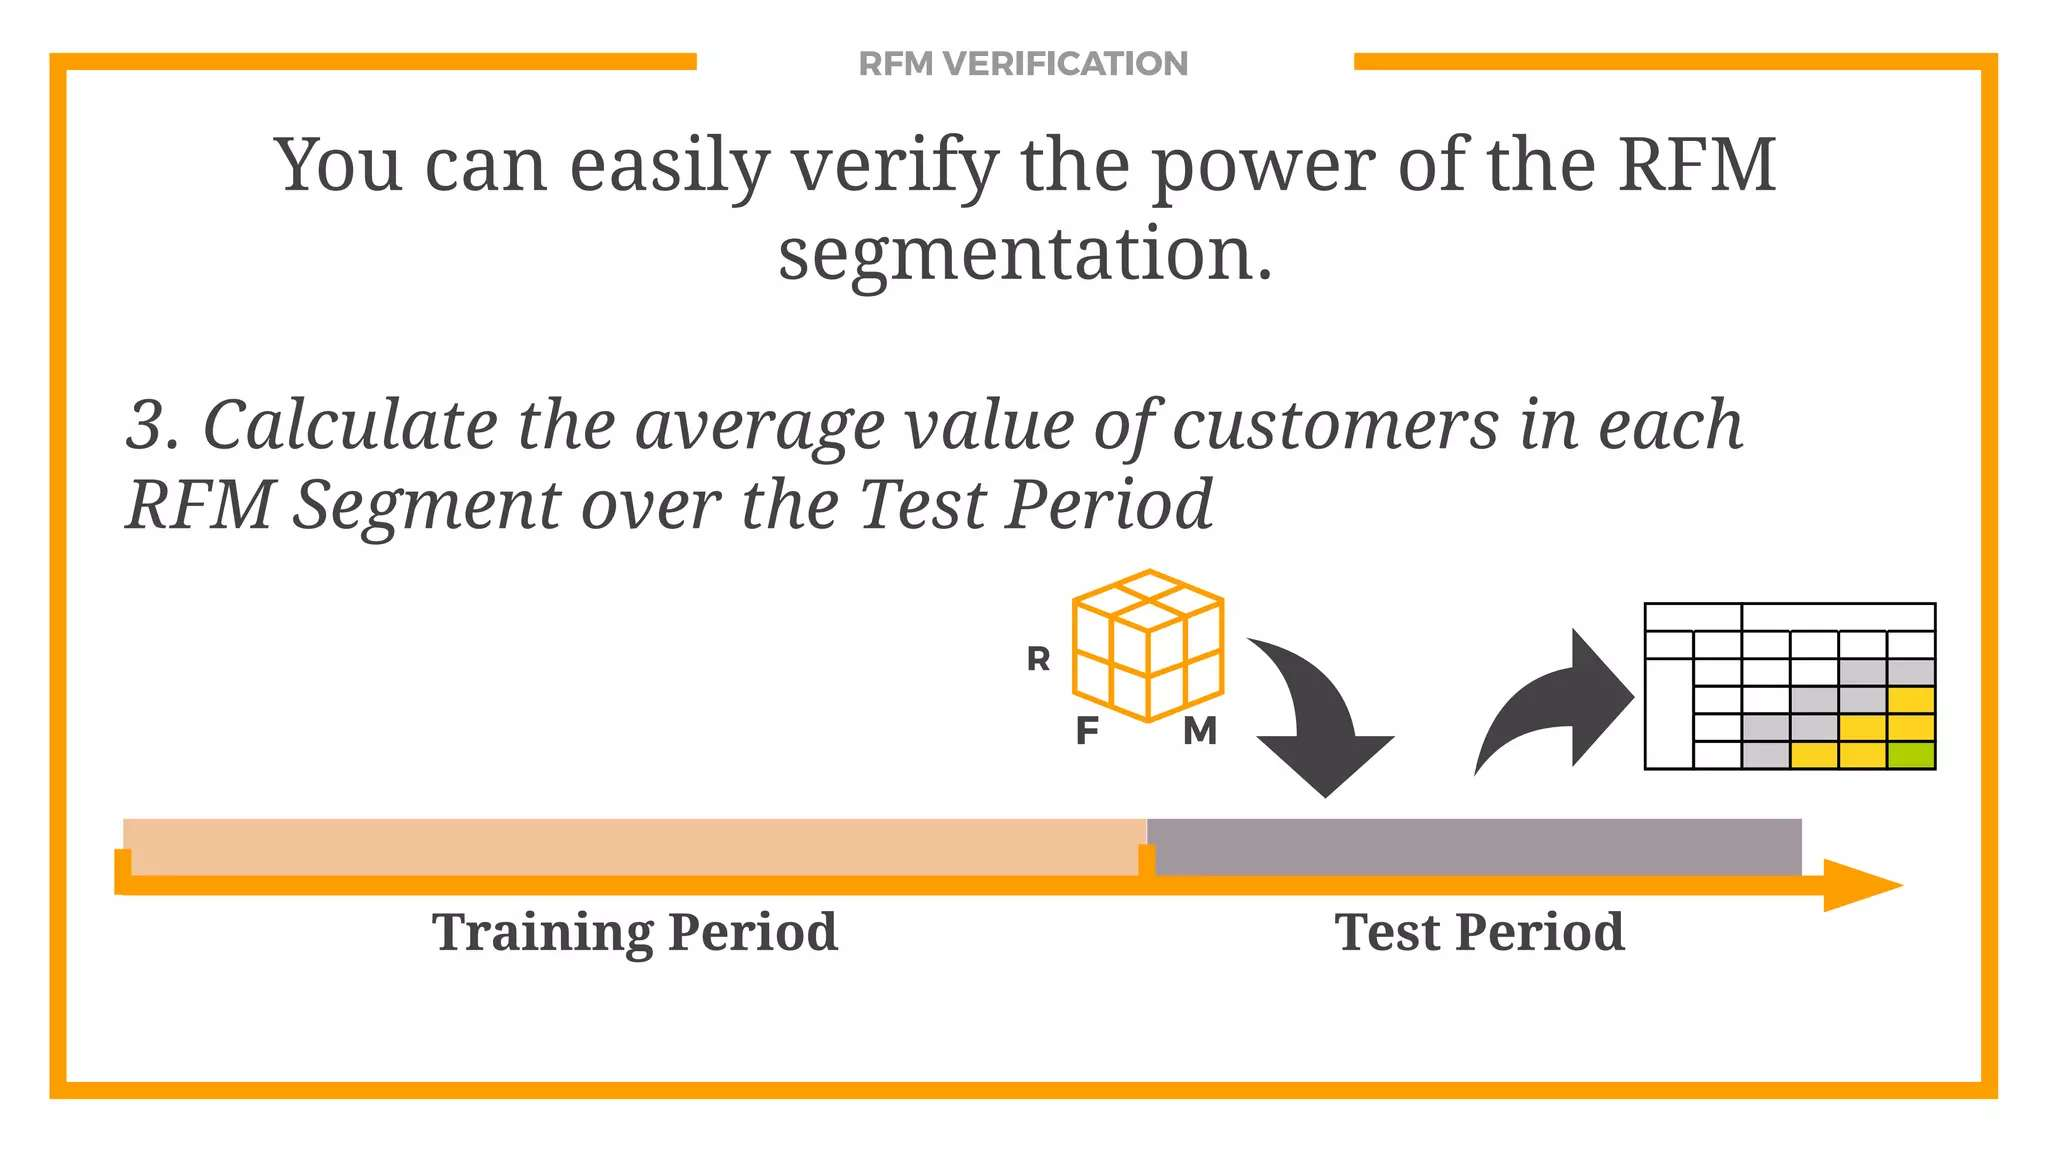 RFM VERIFICATION
You can easily verify the power of the RFM
segmentation.
3. Calculate the average value of customers in each
RFM Segment over the Test Period
R
F M
Training Period Test Period